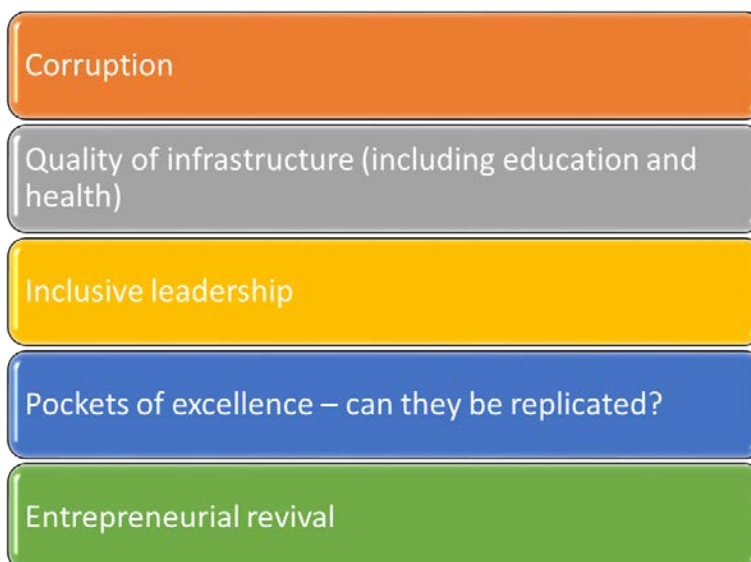 Corruption
Quality of infrastructure (including education and
health)
Inclusive leadership
Pockets of excellence – can they be replicated?
Entrepreneurial revival